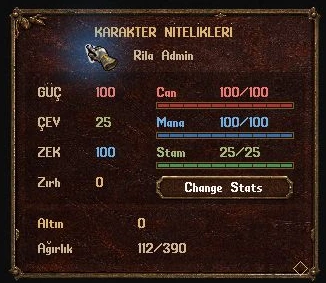 KARAKTER NITELIKLERI
Rila Admin
GÜÇ 100 Can 100/100
ÇEV 25 Mana 100/100
ZEK 100 Stam 25/25
Zırh 0 Change Stats
Altın 0
Ağırlık 112/390